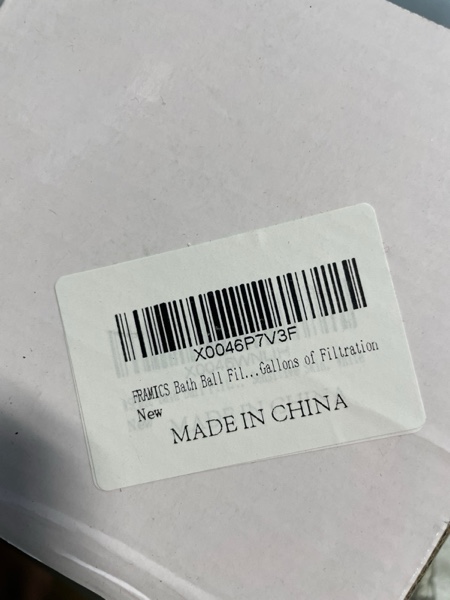 X0046P7V3F
FRAMICS Bath Ball Fil...Gallons of Filtration
New
MADE IN CHINA